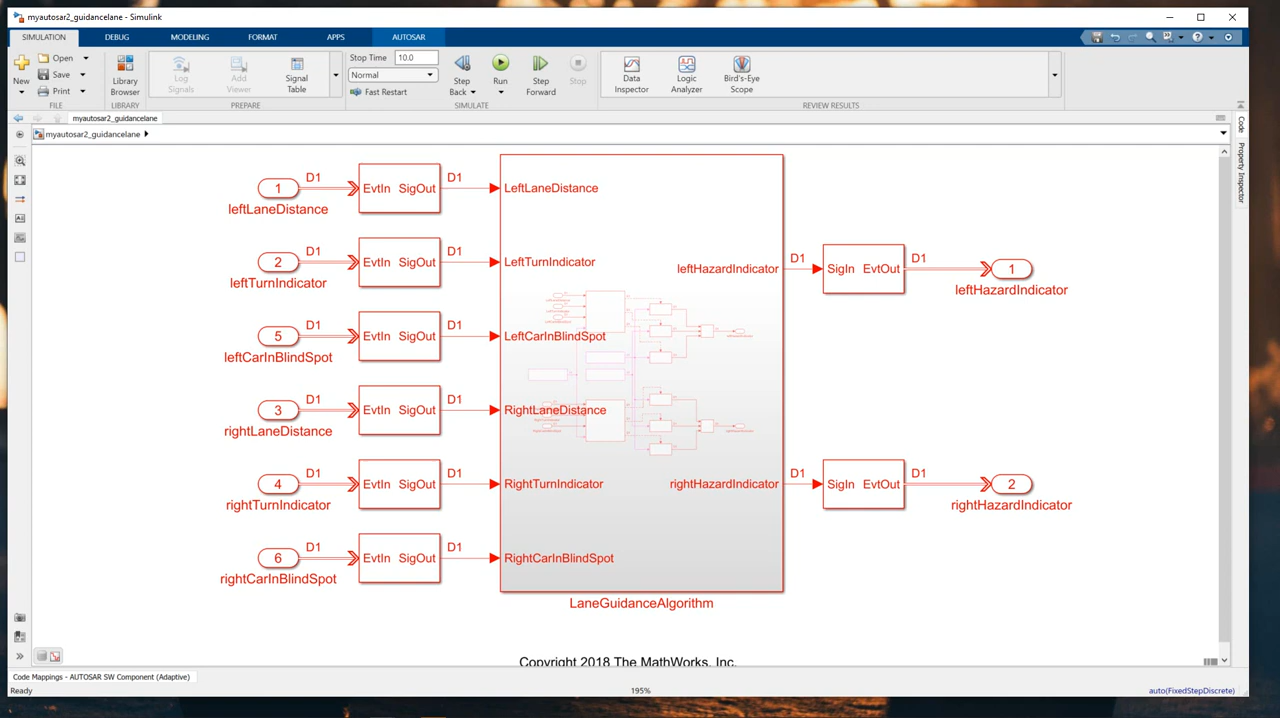 myautosar2_guidancelane - Simulink
SIMULATION DEBUG MODELING FORMAT APPS AUTOSAR
New
Open
Save
Print
FILE
Library Browser
LIBRARY
Log Signals
Add Viewer
Signal Table
PREPARE
Stop Time 10.0
Normal
Fast Restart
Step Back
Run
Step Forward
Stop
SIMULATE
Data Inspector
Logic Analyzer
Bird's-Eye Scope
REVIEW RESULTS
myautosar2_guidancelane
myautosar2_guidancelane
Code
Property Inspector
1 D1 EvtIn SigOut D1 LeftLaneDistance
leftLaneDistance
2 D1 EvtIn SigOut D1 LeftTurnIndicator
leftTurnIndicator
leftHazardIndicator D1 SigIn EvtOut D1 1
leftHazardIndicator
5 D1 EvtIn SigOut D1 LeftCarInBlindSpot
leftCarInBlindSpot
3 D1 EvtIn SigOut D1 RightLaneDistance
rightLaneDistance
4 D1 EvtIn SigOut D1 RightTurnIndicator
rightTurnIndicator
rightHazardIndicator D1 SigIn EvtOut D1 2
rightHazardIndicator
6 D1 EvtIn SigOut D1 RightCarInBlindSpot
rightCarInBlindSpot
LaneGuidanceAlgorithm
Copyright 2018 The MathWorks, Inc.
Code Mappings - AUTOSAR SW Component (Adaptive)
Ready 195% auto(FixedStepDiscrete)